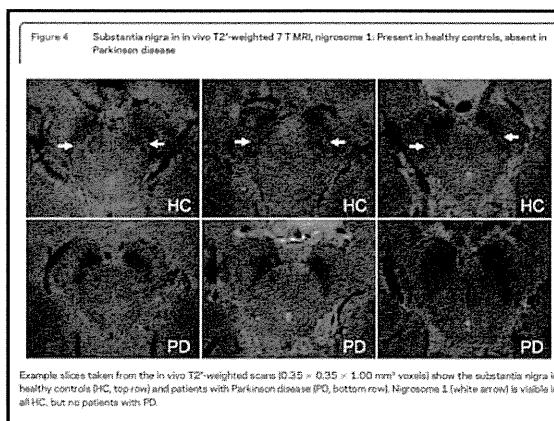 Figure 4 Substantia nigra in in vivo T2*-weighted 7 T MRI, nigrosome 1: Present in healthy controls, absent in
Parkinson disease
HC HC HC
PD PD PD
Example slices taken from the in vivo T2*-weighted scans (0.35 × 0.35 × 1.00 mm³ voxels) show the substantia nigra in
healthy controls (HC, top row) and patients with Parkinson disease (PD, bottom row). Nigrosome 1 (white arrow) is visible in
all HC, but no patients with PD.